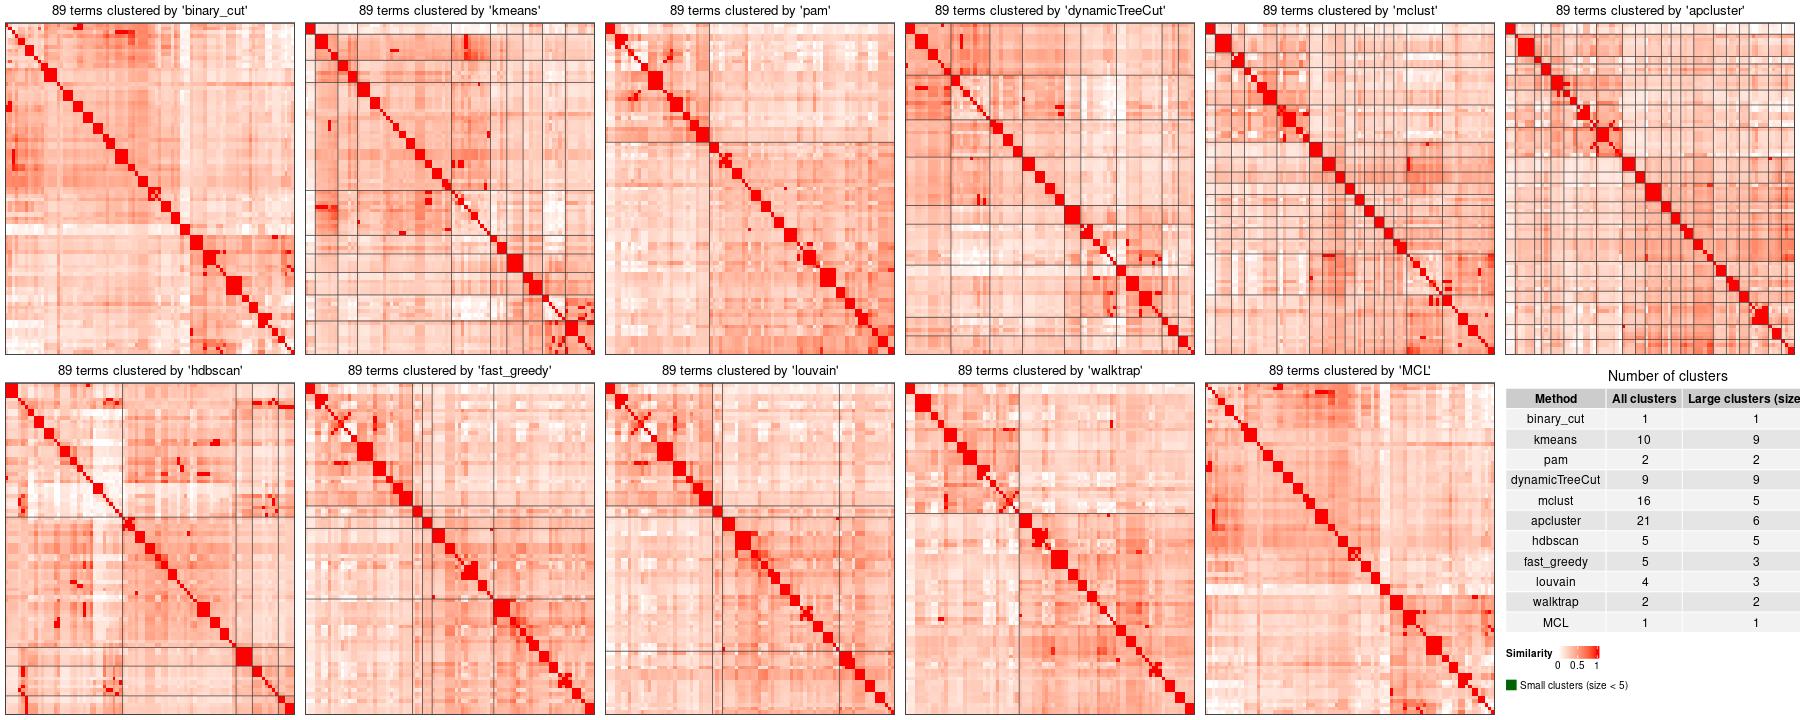 89 terms clustered by 'binary_cut'
89 terms clustered by 'kmeans'
89 terms clustered by 'pam'
89 terms clustered by 'dynamicTreeCut'
89 terms clustered by 'mclust'
89 terms clustered by 'apcluster'
89 terms clustered by 'hdbscan'
89 terms clustered by 'fast_greedy'
89 terms clustered by 'louvain'
89 terms clustered by 'walktrap'
89 terms clustered by 'MCL'
Number of clusters
Method All clusters Large clusters (size
binary_cut 1 1
kmeans 10 9
pam 2 2
dynamicTreeCut 9 9
mclust 16 5
apcluster 21 6
hdbscan 5 5
fast_greedy 5 3
louvain 4 3
walktrap 2 2
MCL 1 1
Similarity
0 0.5 1
Small clusters (size < 5)